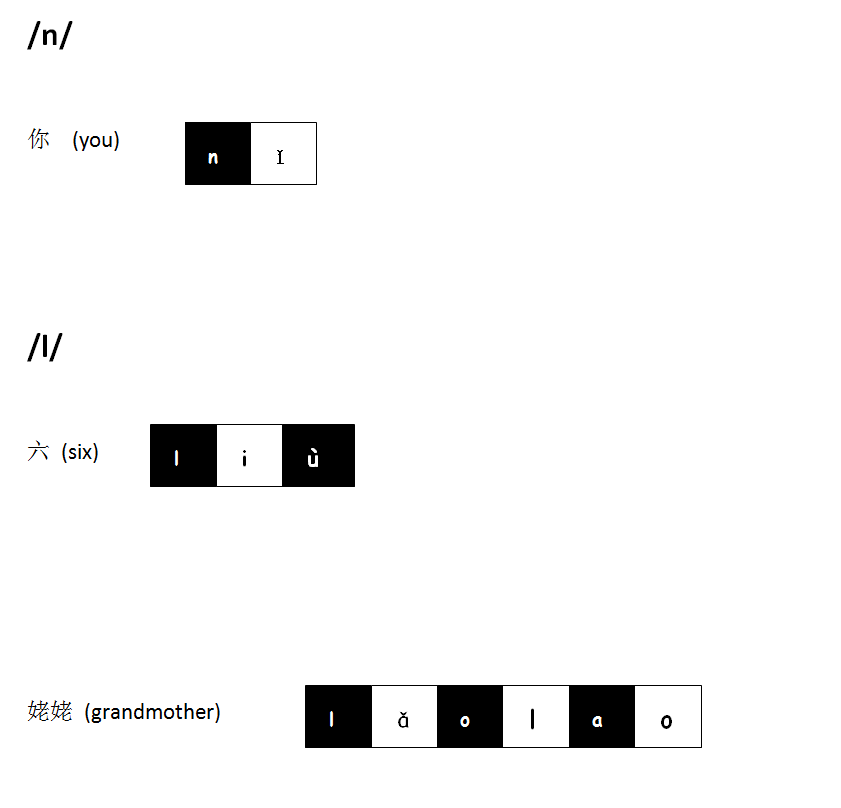 /n/
你 (you) n ǐ
/l/
六 (six) l i ù
姥姥 (grandmother) l ǎ o l a o